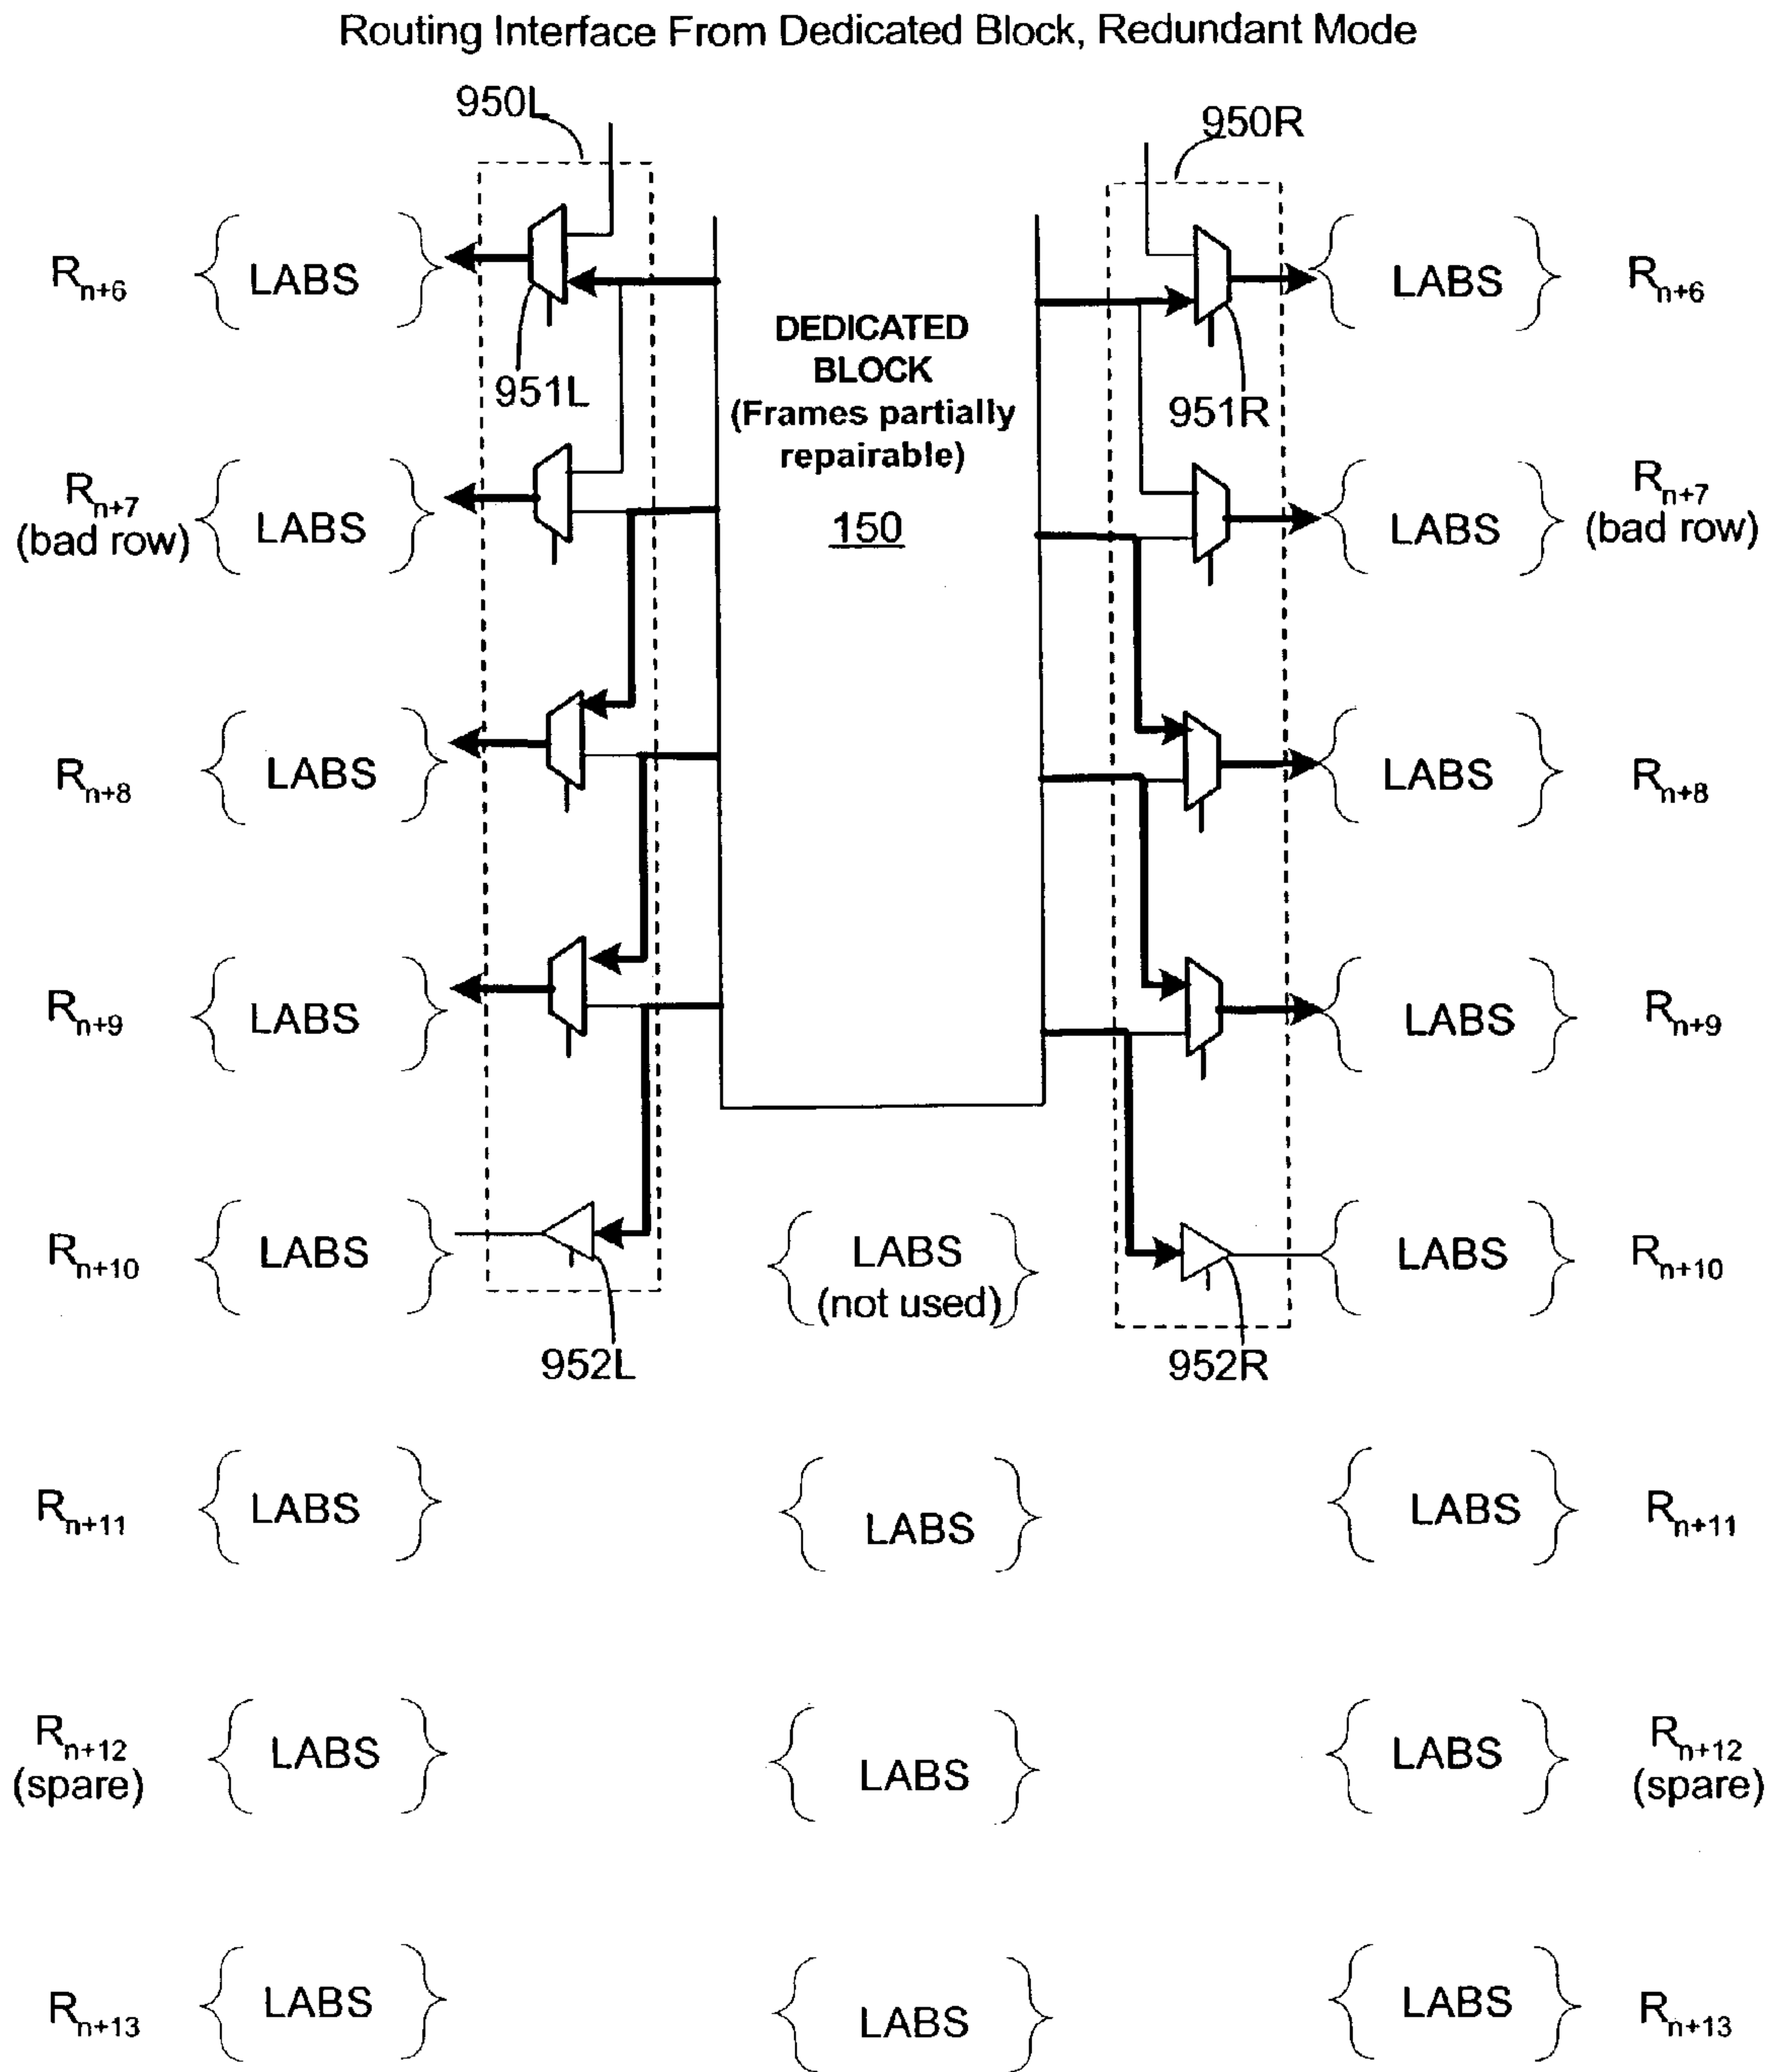 Routing Interface From Dedicated Block, Redundant Mode
950L
950R
Rn+6
LABS
LABS
Rn+6
951L
951R
DEDICATED
BLOCK
(Frames partially
repairable)
150
Rn+7
(bad row)
LABS
LABS
Rn+7
(bad row)
Rn+8
LABS
LABS
Rn+8
Rn+9
LABS
LABS
Rn+9
Rn+10
LABS
LABS
(not used)
LABS
Rn+10
952L
952R
Rn+11
LABS
LABS
LABS
Rn+11
Rn+12
(spare)
LABS
LABS
LABS
Rn+12
(spare)
Rn+13
LABS
LABS
LABS
Rn+13